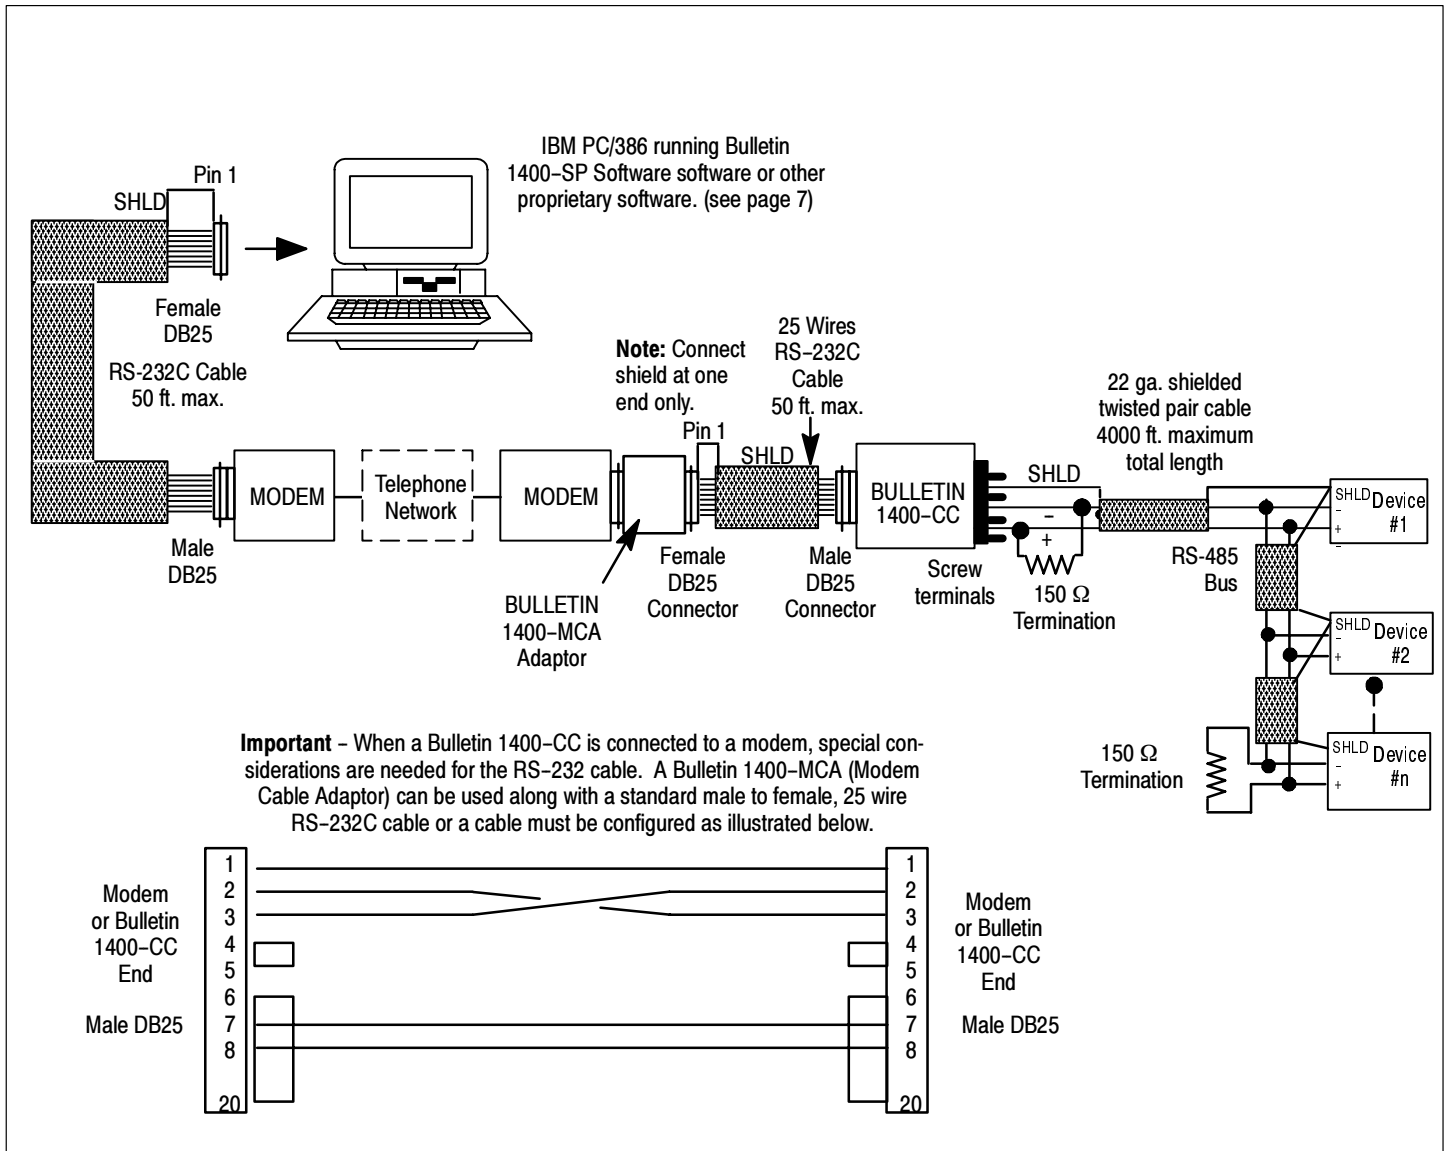 IBM PC/386 running Bulletin
1400–SP Software software or other
proprietary software. (see page 7)
Pin 1
SHLD
Female
DB25
RS-232C Cable
50 ft. max.
Note: Connect
shield at one
end only.
Pin 1
25 Wires
RS–232C
Cable
50 ft. max.
SHLD
22 ga. shielded
twisted pair cable
4000 ft. maximum
total length
MODEM
Telephone
Network
MODEM
BULLETIN
1400–CC
SHLD
–
+
Male
DB25
BULLETIN
1400–MCA
Adaptor
Female
DB25
Connector
Male
DB25
Connector
Screw
terminals
150 Ω
Termination
RS-485
Bus
SHLD
–
+
–
Device
#1
SHLD
–
+
Device
#2
SHLD
–
+
Device
#n
150 Ω
Termination
Important – When a Bulletin 1400–CC is connected to a modem, special con-
siderations are needed for the RS–232 cable. A Bulletin 1400–MCA (Modem
Cable Adaptor) can be used along with a standard male to female, 25 wire
RS–232C cable or a cable must be configured as illustrated below.
Modem
or Bulletin
1400–CC
End
Male DB25
1
2
3
4
5
6
7
8
20
1
2
3
4
5
6
7
8
20
Modem
or Bulletin
1400–CC
End
Male DB25